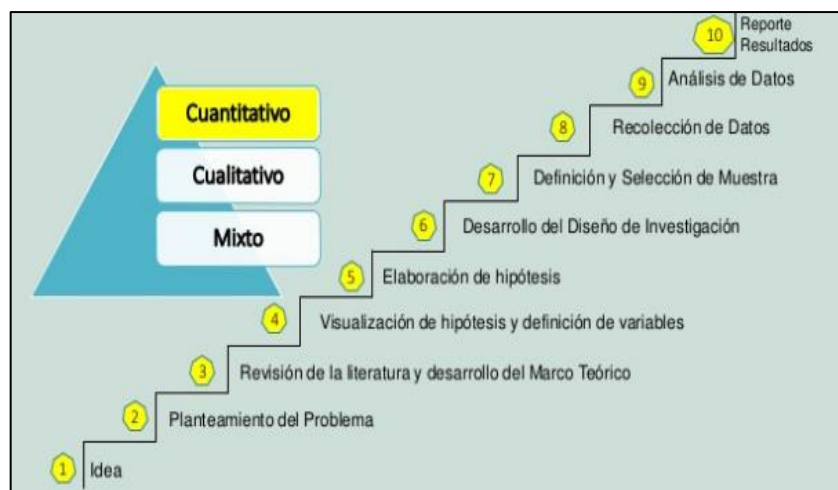 Cuantitativo
Cualitativo
Mixto
10
Reporte
Resultados
9
Análisis de Datos
8
Recolección de Datos
7
Definición y Selección de Muestra
6
Desarrollo del Diseño de Investigación
5
Elaboración de hipótesis
4
Visualización de hipótesis y definición de variables
3
Revisión de la literatura y desarrollo del Marco Teórico
2
Planteamiento del Problema
1
Idea